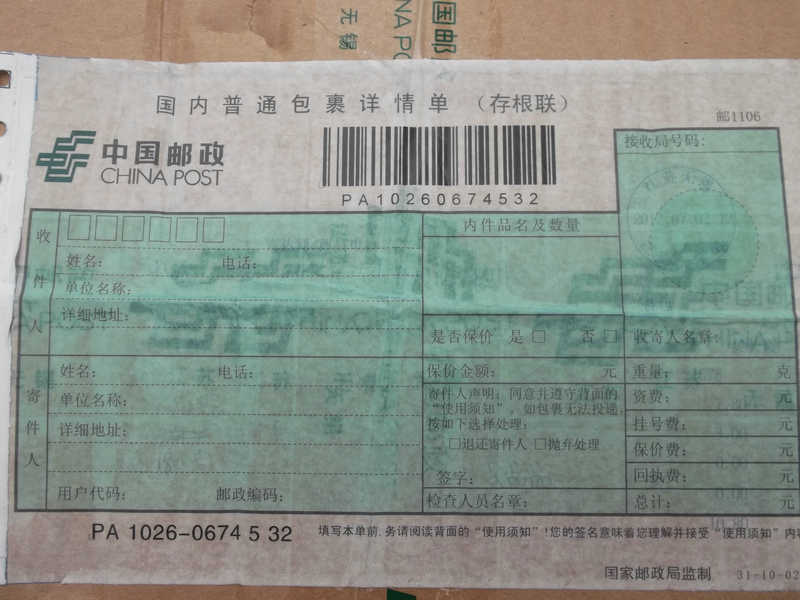 国邮
NA
无锡
国内普通包裹详情单 (存根联)
邮1106
中国邮政
CHINA POST
PA10260674532
接收局号码:
收件人
内件品名及数量
姓名: 电话:
单位名称:
详细地址:
是否保价 是 □ 否 □
收寄人名章:
寄件人
姓名: 电话:
保价金额: 元
重量: 克
单位名称:
寄件人声明: 同意并遵守背面的
“使用须知”, 如包裹无法投递,
按如下选择处理:
□退还寄件人 □抛弃处理
资费: 元
详细地址:
挂号费: 元
保价费: 元
签字:
回执费: 元
用户代码: 邮政编码:
检查人员名章:
总计: 元
PA 1026-0674 5 32
填写本单前, 务请阅读背面的“使用须知”!您的签名意味着您理解并接受“使用须知”内容
国家邮政局监制
31-10-02